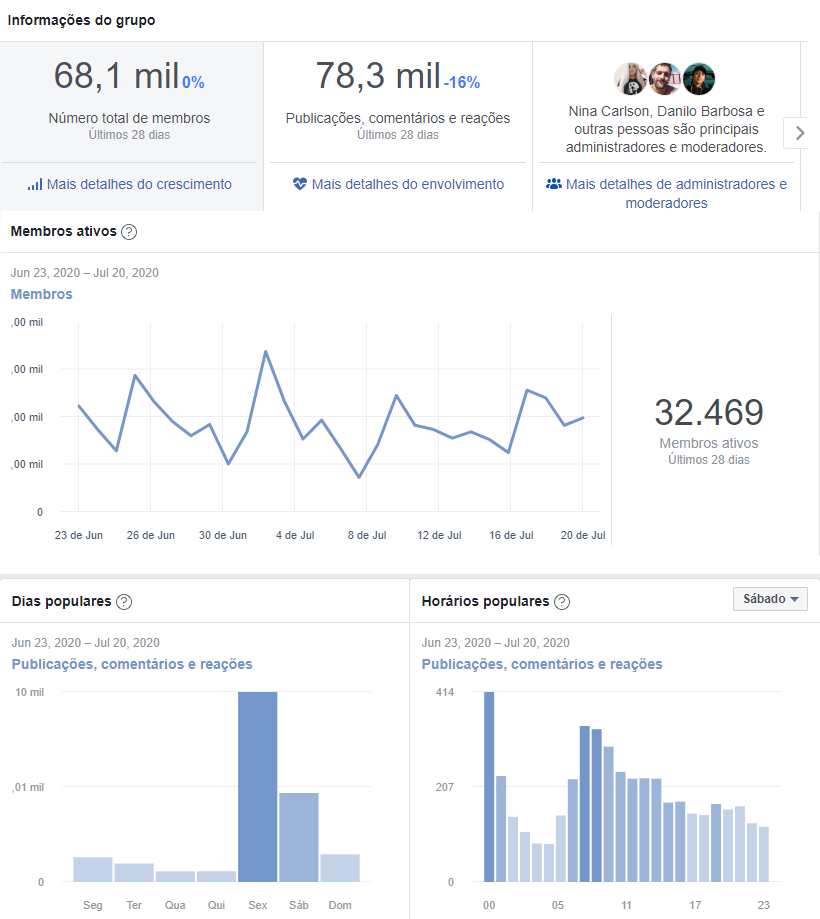 Informações do grupo
68,1 mil 0%
Número total de membros
Últimos 28 dias
Mais detalhes do crescimento
78,3 mil -16%
Publicações, comentários e reações
Últimos 28 dias
Mais detalhes do envolvimento
Nina Carlson, Danilo Barbosa e
outras pessoas são principais
administradores e moderadores.
Mais detalhes de administradores e
moderadores
Membros ativos ?
Jun 23, 2020 – Jul 20, 2020
Membros
,00 mil
,00 mil
,00 mil
,00 mil
0
23 de Jun 26 de Jun 30 de Jun 4 de Jul 8 de Jul 12 de Jul 16 de Jul 20 de Jul
32.469
Membros ativos
Últimos 28 dias
Dias populares ?
Jun 23, 2020 – Jul 20, 2020
Publicações, comentários e reações
10 mil
,01 mil
0
Seg Ter Qua Qui Sex Sáb Dom
Horários populares ?
Sábado
Jun 23, 2020 – Jul 20, 2020
Publicações, comentários e reações
414
207
0
00 05 11 17 23